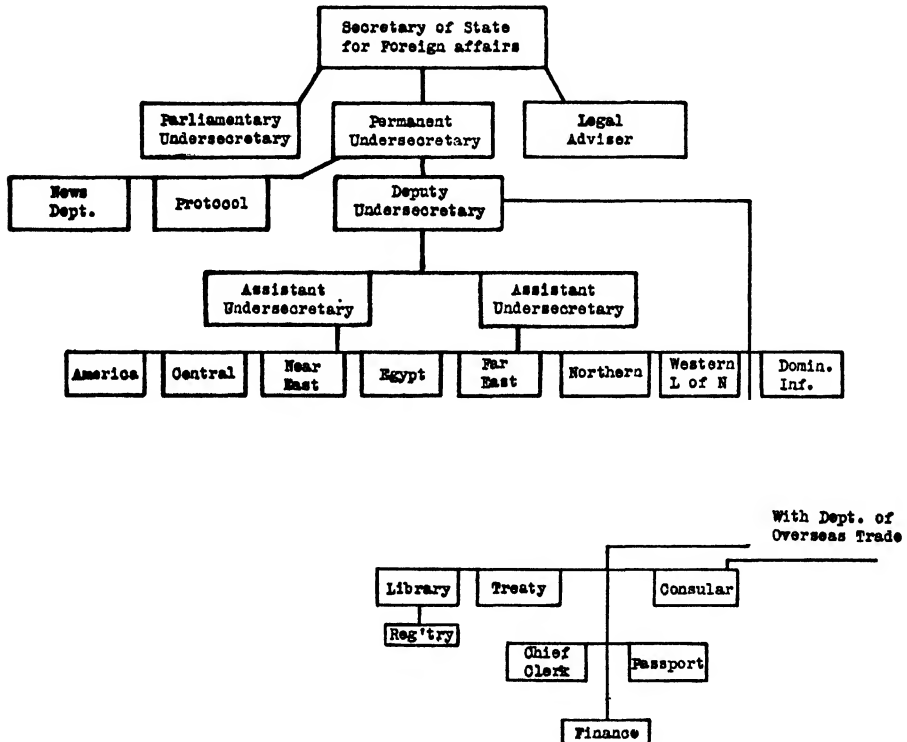 Secretary of State
for Foreign affairs
Parliamentary
Undersecretary
Permanent
Undersecretary
Legal
Adviser
News
Dept.
Protocol
Deputy
Undersecretary
Assistant
Undersecretary
Assistant
Undersecretary
America
Central
Near
East
Egypt
Far
East
Northern
Western
L of N
Domin.
Inf.
With Dept. of
Overseas Trade
Library
Treaty
Consular
Reg'try
Chief
Clerk
Passport
Finance